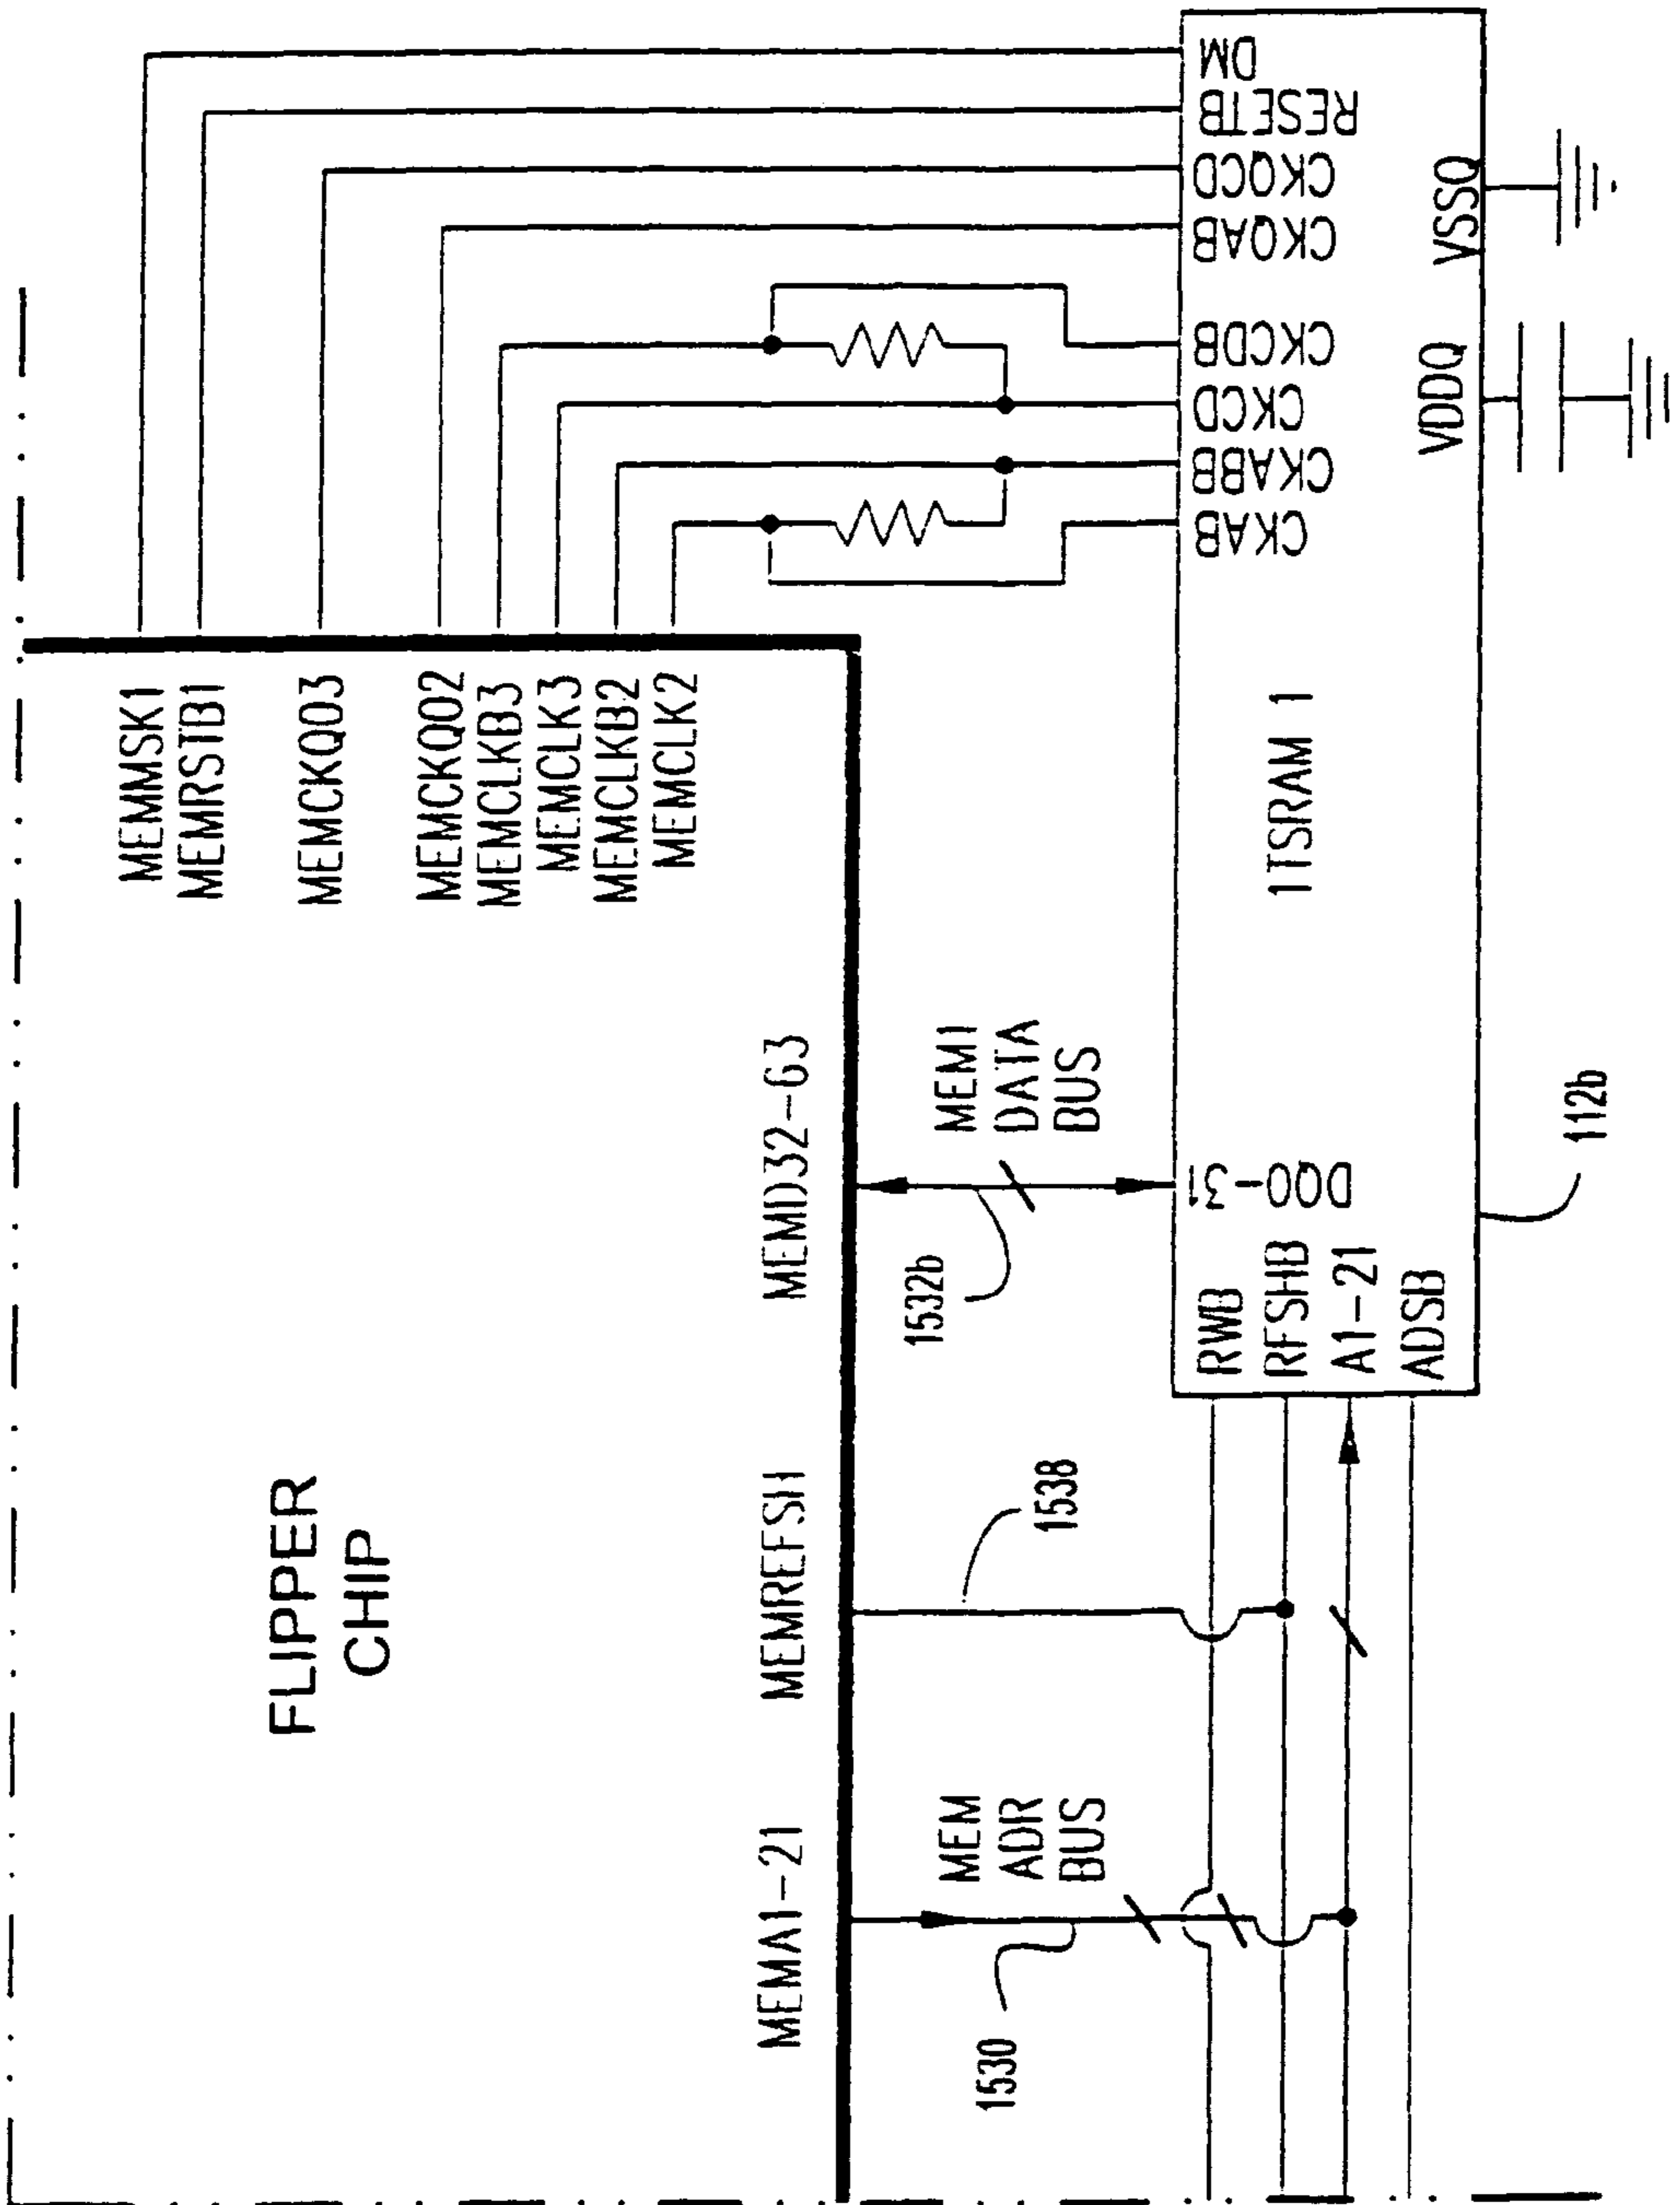 FLIPPER
CHIP
MEMMSK1
MEMRSTB1
MEMCKQO3
MEMCKQO2
MEMCLKB3
MEMCLK3
MEMCLKB2
MEMCLK2
MEMA1-21
MEMREFSH
MEMD32-63
MEM
ADR
BUS
1530
1538
1532b
MEM1
DATA
BUS
RWB
RFSHB
A1-21
ADSB
DQ0-31
1TSRAM 1
CKAB
CKABB
CKCD
CKCDB
CKQAB
CKQCD
RESETB
DM
VDDQ
VSSQ
112b